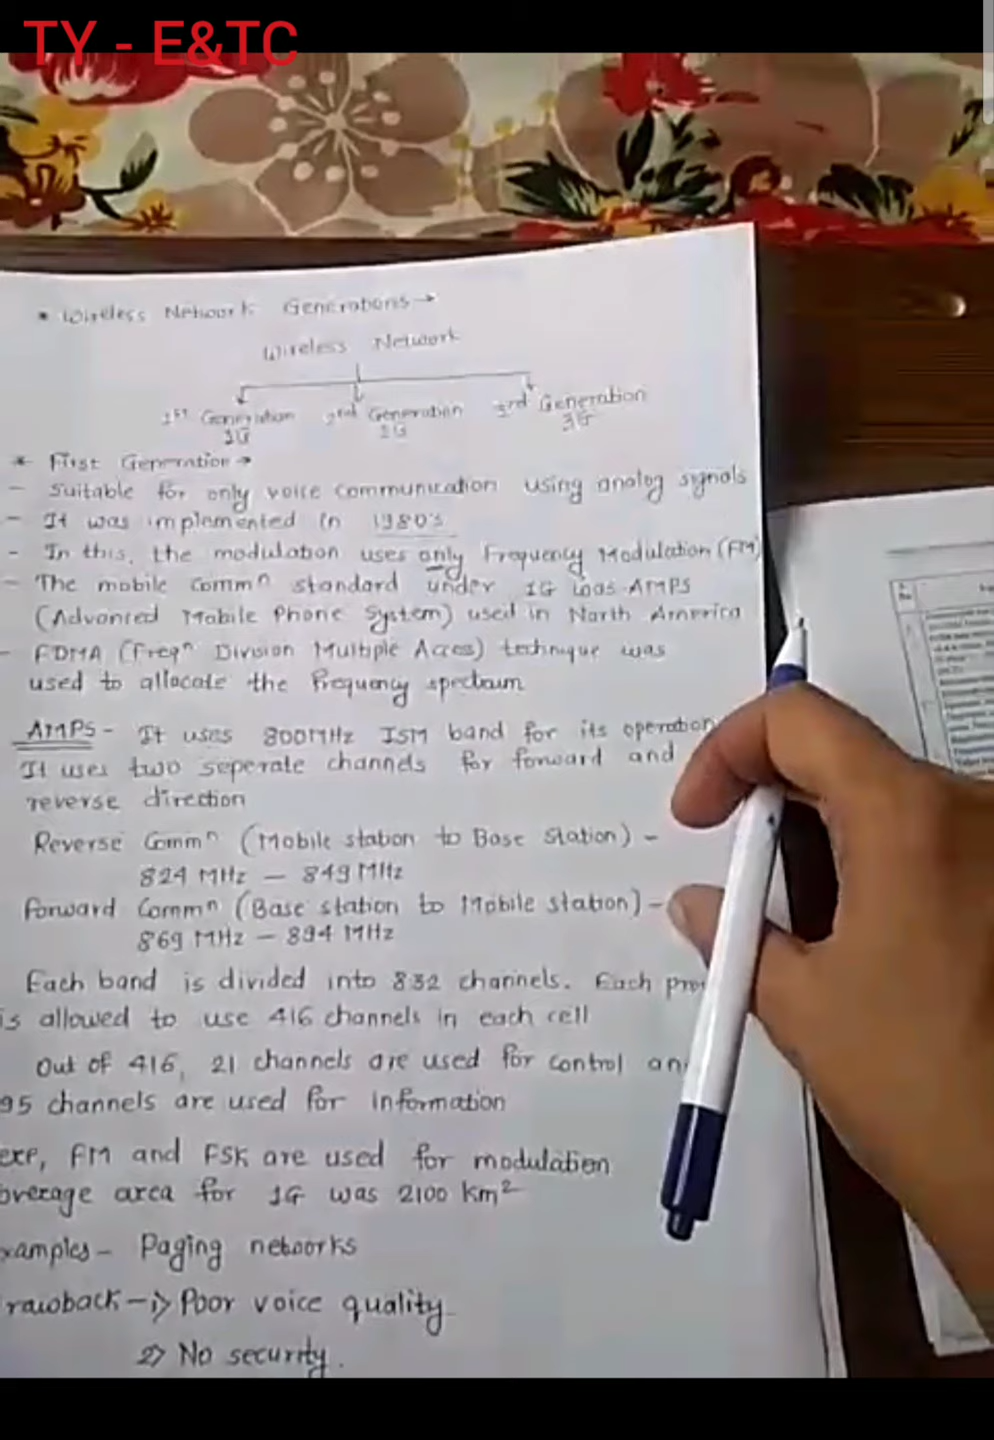 TY - E&TC
* Wireless Network Generations →
Wireless Network
1st Generation 2nd Generation 3rd Generation
1G 2G 3G
* First Generation →
- Suitable for only voice communication using analog signals
- It was implemented in 1980's
- In this, the modulation uses only Frequency Modulation (FM)
- The mobile Commⁿ standard under 1G was AMPS
(Advanced Mobile Phone System) used in North America
- FDMA (Freqⁿ Division Multiple Acces) technique was
used to allocate the frequency spectrum
AMPS - It uses 800MHz ISM band for its operation
It uses two seperate channels for forward and
reverse direction
Reverse Commⁿ (Mobile station to Base Station) -
824 MHz - 849 MHz
Forward Commⁿ (Base station to Mobile station) -
869 MHz - 894 MHz
Each band is divided into 832 channels. Each
is allowed to use 416 channels in each cell
Out of 416, 21 channels are used for control an
95 channels are used for information
ere, FM and FSK are used for modulation
overage area for 1G was 2100 km²
xamples - Paging networks
rawback - 1> Poor voice quality
2> No security.